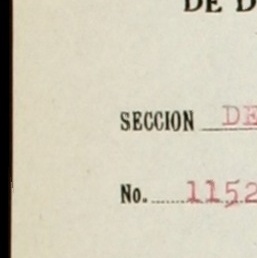 DE D
SECCION DE
No. 1152